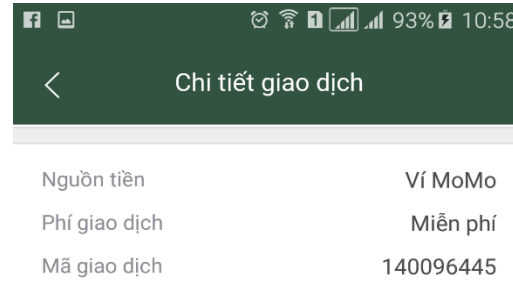 93% 10:58
Chi tiết giao dịch
Nguồn tiền Ví MoMo
Phí giao dịch Miễn phí
Mã giao dịch 140096445